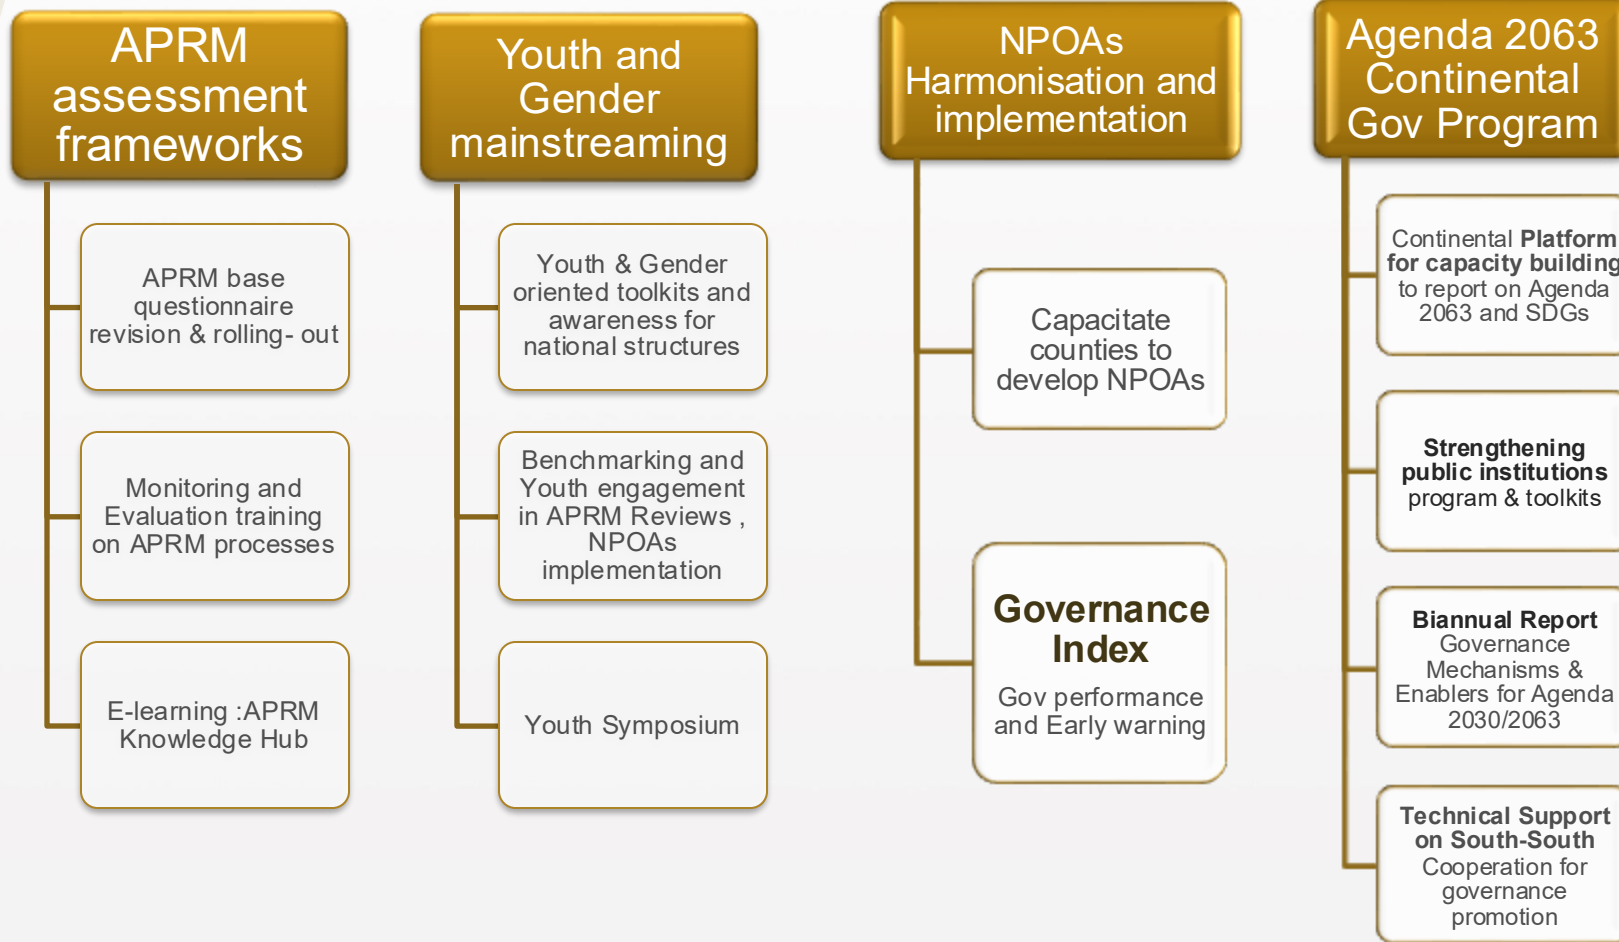 APRM
assessment
frameworks
APRM base
questionnaire
revision & rolling- out
Monitoring and
Evaluation training
on APRM processes
E-learning :APRM
Knowledge Hub
Youth and
Gender
mainstreaming
Youth & Gender
oriented toolkits and
awareness for
national structures
Benchmarking and
Youth engagement
in APRM Reviews ,
NPOAs
implementation
Youth Symposium
NPOAs
Harmonisation and
implementation
Capacitate
counties to
develop NPOAs
Governance
Index
Gov performance
and Early warning
Agenda 2063
Continental
Gov Program
Continental Platform
for capacity building
to report on Agenda
2063 and SDGs
Strengthening
public institutions
program & toolkits
Biannual Report
Governance
Mechanisms &
Enablers for Agenda
2030/2063
Technical Support
on South-South
Cooperation for
governance
promotion